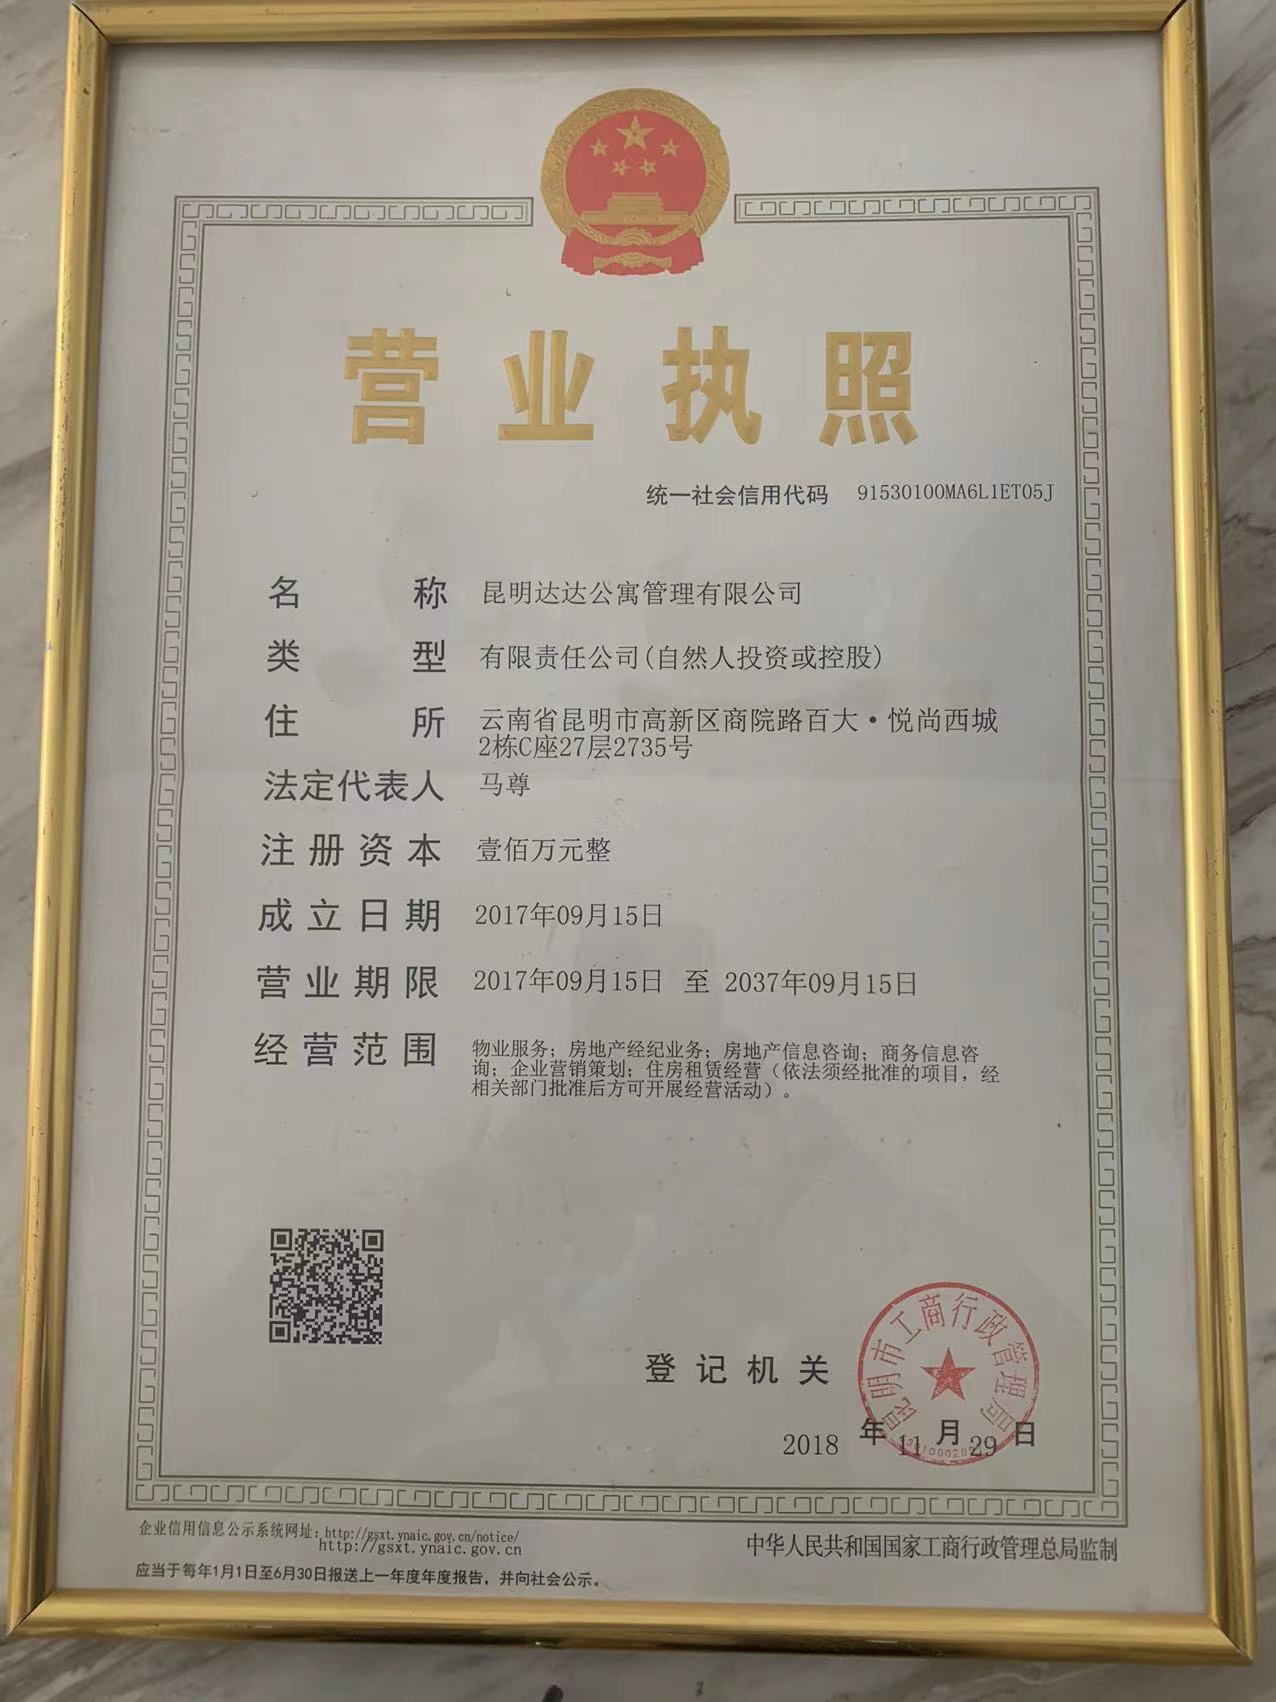 营业执照
统一社会信用代码 91530100MA6L1ET05J
名称 昆明达达公寓管理有限公司
类型 有限责任公司(自然人投资或控股)
住所 云南省昆明市高新区商院路百大·悦尚西城
2栋C座27层2735号
法定代表人 马尊
注册资本 壹佰万元整
成立日期 2017年09月15日
营业期限 2017年09月15日 至 2037年09月15日
经营范围 物业服务；房地产经纪业务；房地产信息咨询；商务信息咨
询；企业营销策划；住房租赁经营（依法须经批准的项目，经
相关部门批准后方可开展经营活动）。
昆明市工商行政管理局
登记机关
2018年11月29日
企业信用信息公示系统网址：http://gsxt.ynaic.gov.cn/notice/
http://gsxt.ynaic.gov.cn
中华人民共和国国家工商行政管理总局监制
应当于每年1月1日至6月30日报送上一年度年度报告，并向社会公示。